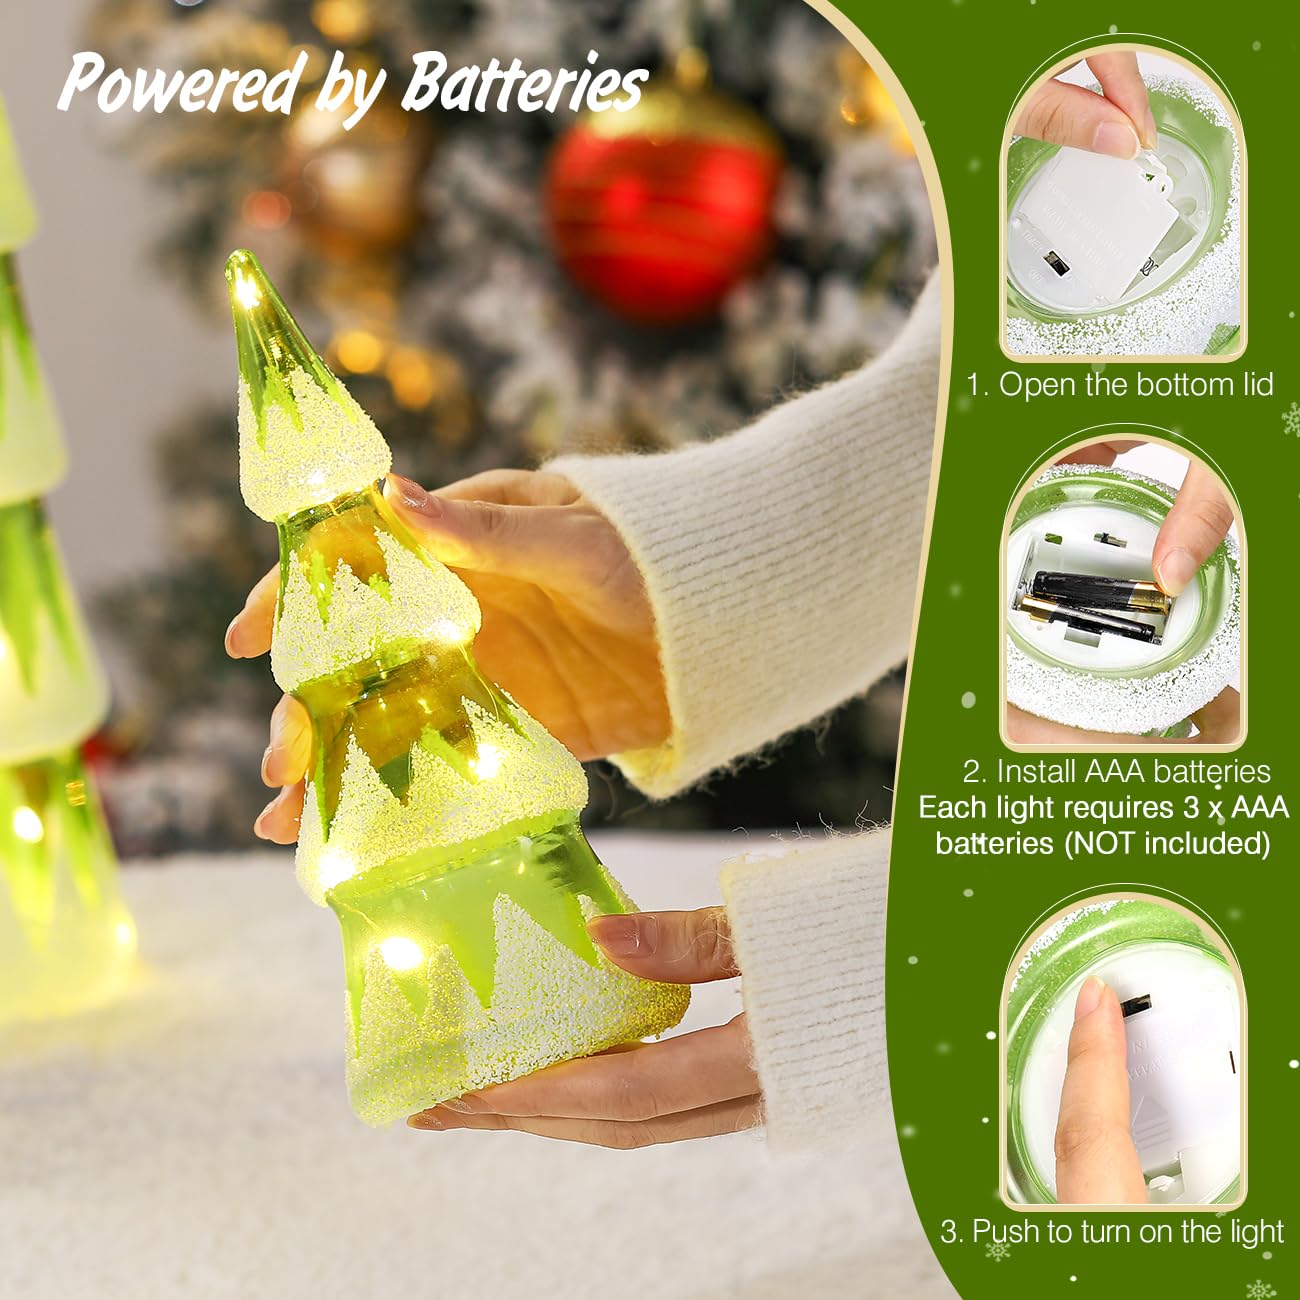 Powered by Batteries
1. Open the bottom lid
2. Install AAA batteries
Each light requires 3 x AAA
batteries (NOT included)
3. Push to turn on the light